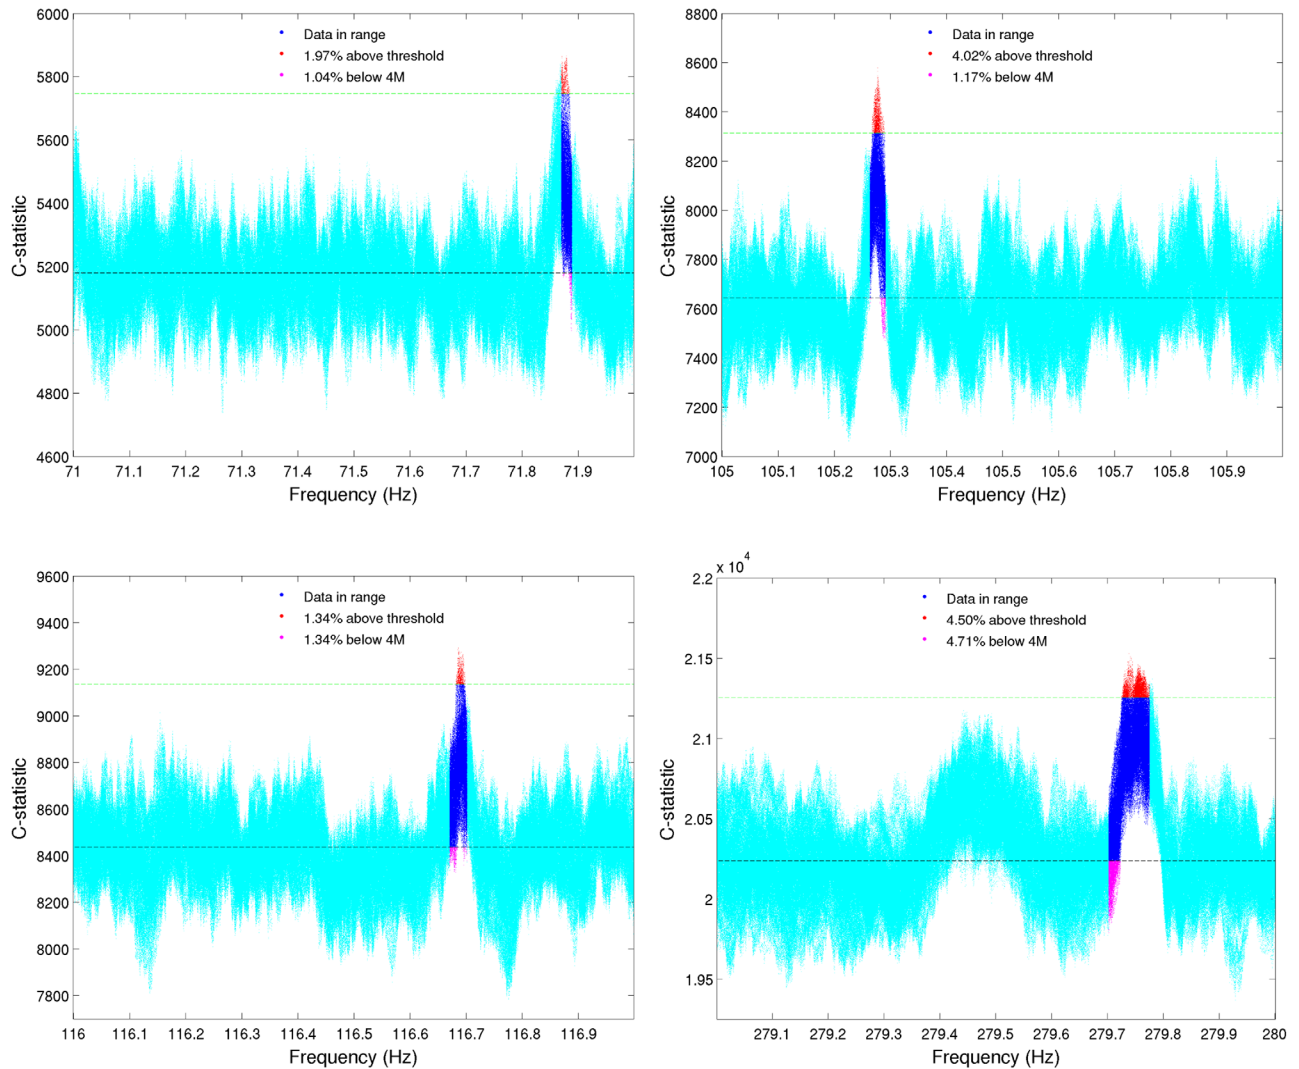 6000
5800
5600
5400
5200
5000
4800
4600
C-statistic
Data in range
1.97% above threshold
1.04% below 4M
71 71.1 71.2 71.3 71.4 71.5 71.6 71.7 71.8 71.9
Frequency (Hz)
8800
8600
8400
8200
8000
7800
7600
7400
7200
7000
C-statistic
Data in range
4.02% above threshold
1.17% below 4M
105 105.1 105.2 105.3 105.4 105.5 105.6 105.7 105.8 105.9
Frequency (Hz)
9600
9400
9200
9000
8800
8600
8400
8200
8000
7800
C-statistic
Data in range
1.34% above threshold
1.34% below 4M
116 116.1 116.2 116.3 116.4 116.5 116.6 116.7 116.8 116.9
Frequency (Hz)
x 10^4
2.2
2.15
2.1
2.05
2
1.95
C-statistic
Data in range
4.50% above threshold
4.71% below 4M
279.1 279.2 279.3 279.4 279.5 279.6 279.7 279.8 279.9 280
Frequency (Hz)